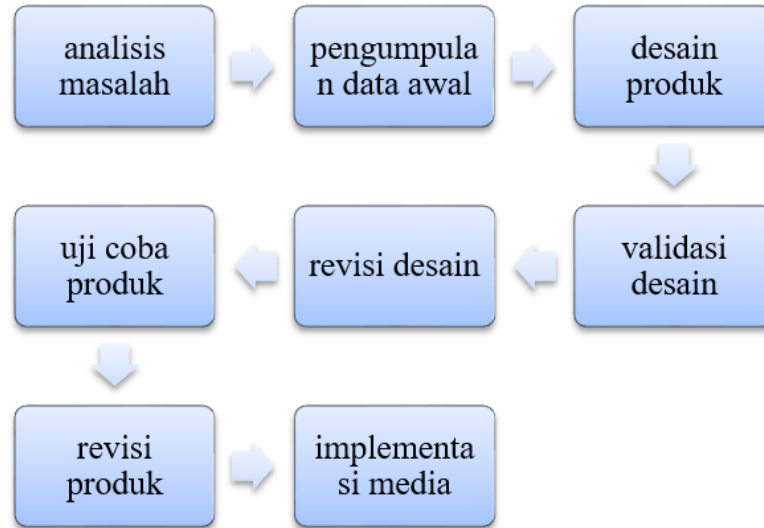 analisis
masalah
pengumpula
n data awal
desain
produk
validasi
desain
revisi desain
uji coba
produk
revisi
produk
implementa
si media